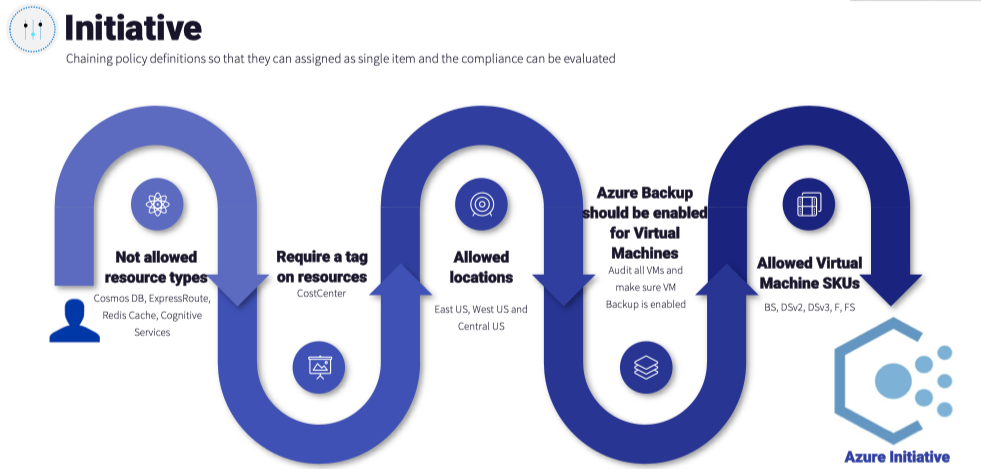 Initiative
Chaining policy definitions so that they can assigned as single item and the compliance can be evaluated
Not allowed
resource types
Cosmos DB, ExpressRoute,
Redis Cache, Cognitive
Services
Require a tag
on resources
CostCenter
Allowed
locations
East US, West US and
Central US
Azure Backup
should be enabled
for Virtual
Machines
Audit all VMs and
make sure VM
Backup is enabled
Allowed Virtual
Machine SKUs
BS, DSv2, DSv3, F, FS
Azure Initiative